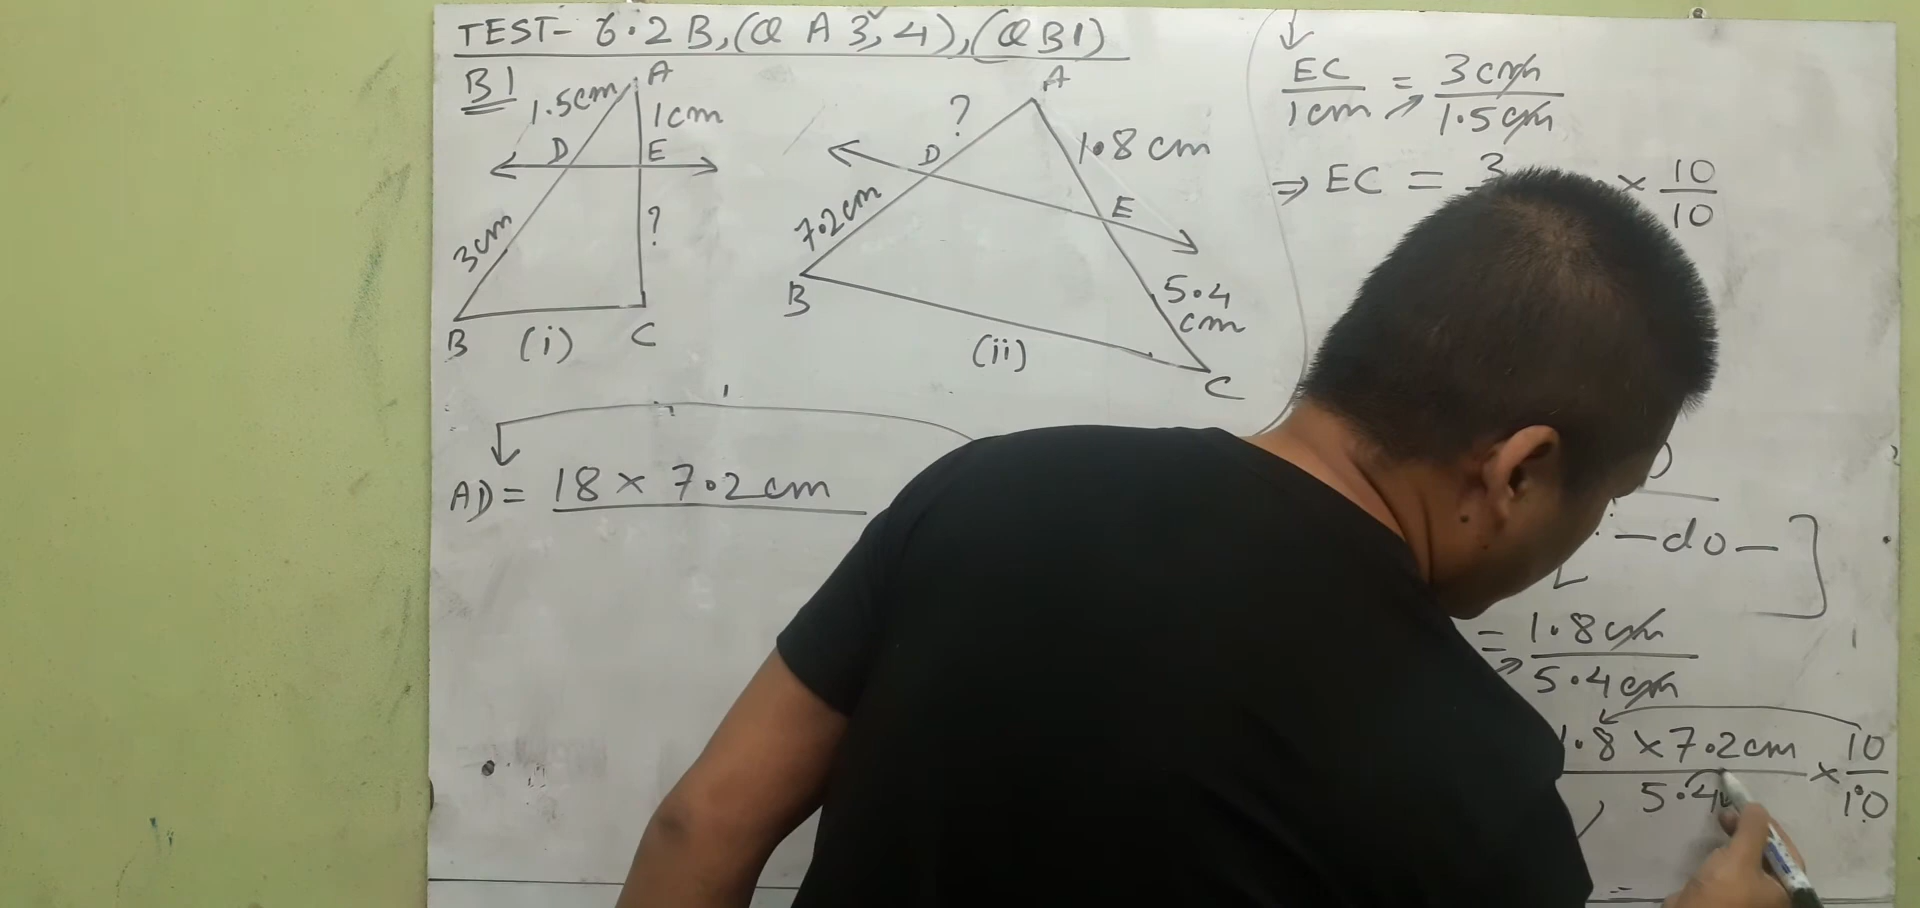 TEST- 6.2 B, (Q A 3, 4), (Q B1)
B1
A
1.5cm
1cm
D
E
3cm
?
B
(i)
C
A
?
D
1.8 cm
7.2cm
E
B
5.4
cm
(ii)
C
AD = 18 × 7.2cm
EC = 3cm
1cm 1.5cm
⇒ EC = 3 × 10
10
—do—
= 1.8cm
5.4cm
1.8 × 7.2cm × 10
5.4 10